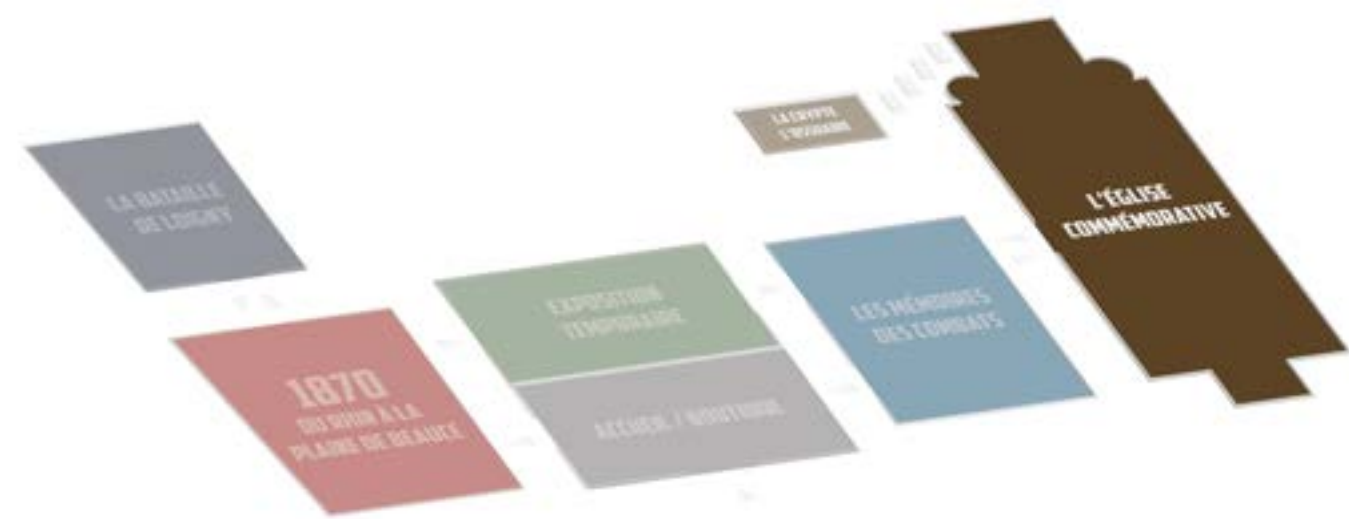 LA BATAILLE
DE LOIGNY
1870
DU RHIN À LA
PLAINE DE BEAUCE
EXPOSITION
TEMPORAIRE
ACCUEIL / BOUTIQUE
LES MÉMOIRES
DES COMBATS
LA CRYPTE
L'OSSUAIRE
L'ÉGLISE
COMMÉMORATIVE